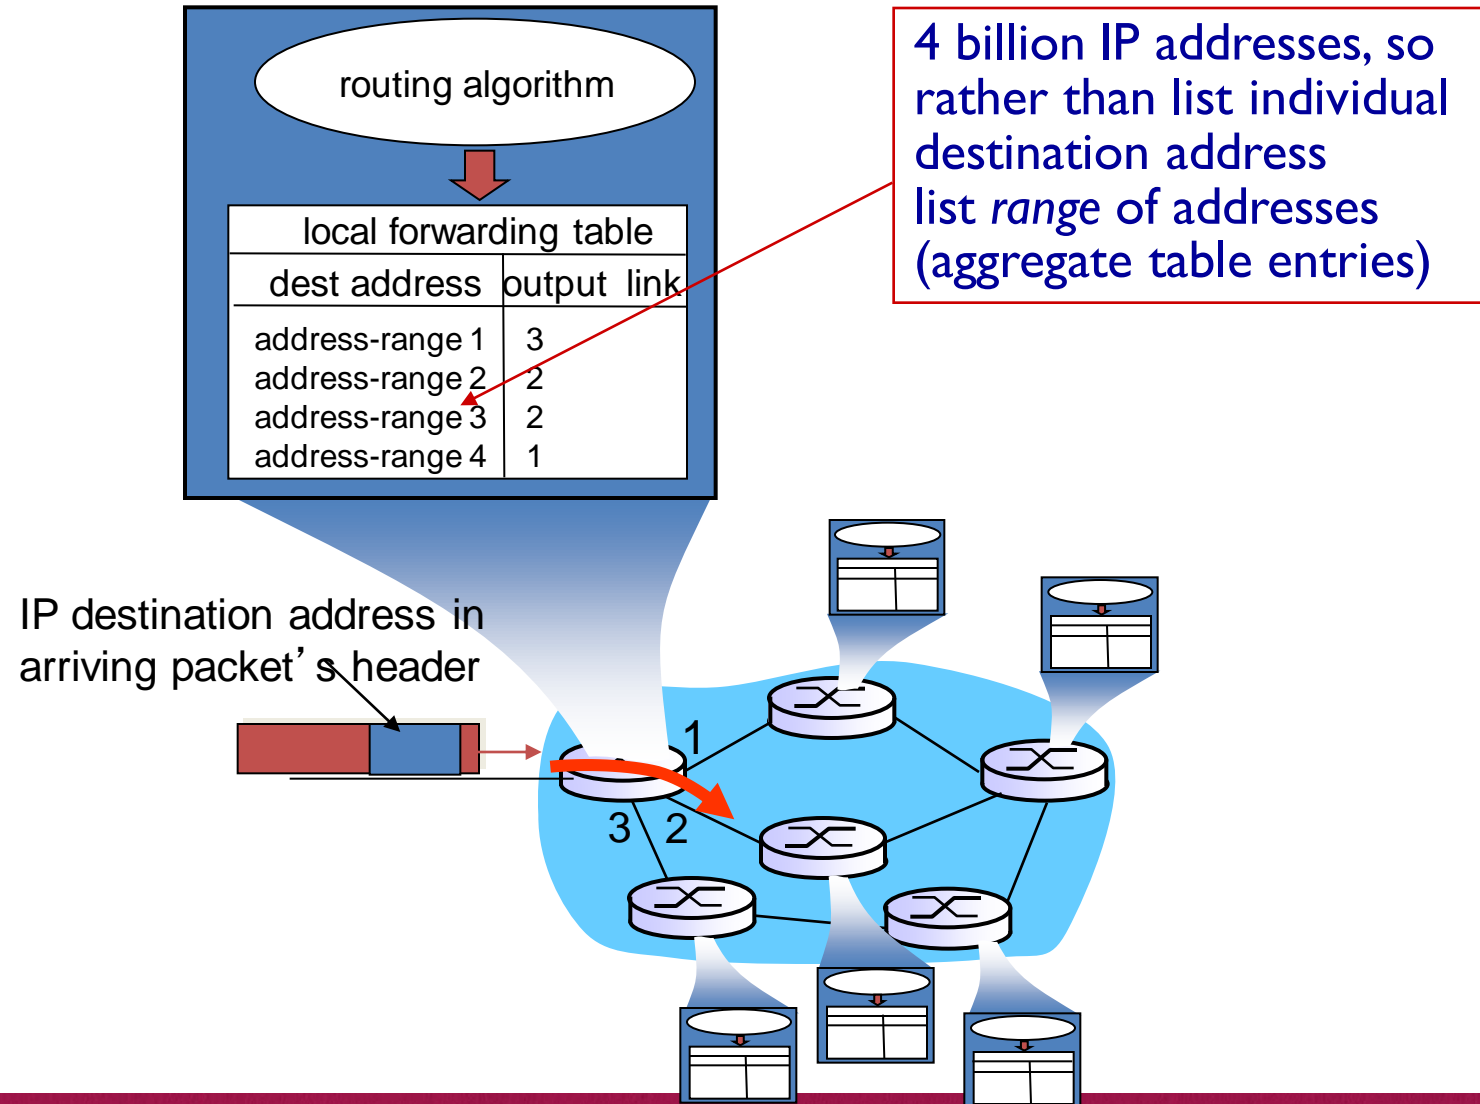 routing algorithm
local forwarding table
dest address output link
address-range 1 3
address-range 2 2
address-range 3 2
address-range 4 1
4 billion IP addresses, so
rather than list individual
destination address
list range of addresses
(aggregate table entries)
IP destination address in
arriving packet’s header
1
3 2